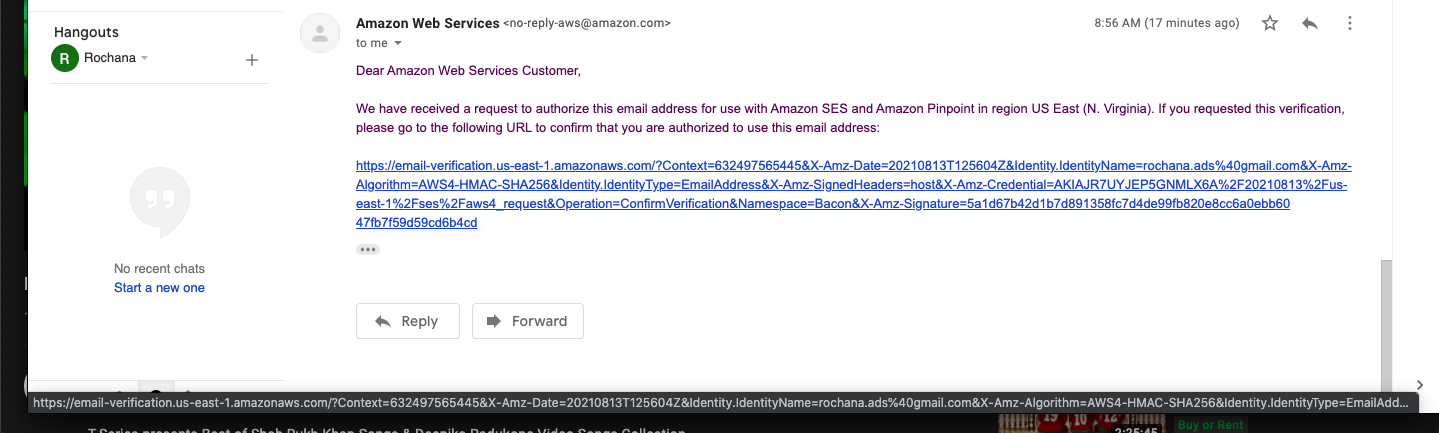 Hangouts
R Rochana
No recent chats
Start a new one
Amazon Web Services <no-reply-aws@amazon.com>
8:56 AM (17 minutes ago)
to me
Dear Amazon Web Services Customer,
We have received a request to authorize this email address for use with Amazon SES and Amazon Pinpoint in region US East (N. Virginia). If you requested this verification,
please go to the following URL to confirm that you are authorized to use this email address:
https://email-verification.us-east-1.amazonaws.com/?Context=632497565445&X-Amz-Date=20210813T125604Z&Identity.IdentityName=rochana.ads%40gmail.com&X-Amz-
Algorithm=AWS4-HMAC-SHA256&Identity.IdentityType=EmailAddress&X-Amz-SignedHeaders=host&X-Amz-Credential=AKIAJR7UYJEP5GNMLX6A%2F20210813%2Fus-
east-1%2Fses%2Faws4_request&Operation=ConfirmVerification&Namespace=Bacon&X-Amz-Signature=5a1d67b42d1b7d891358fc7d4de99fb820e8cc6a0ebb60
47fb7f59d59cd6b4cd
Reply
Forward
https://email-verification.us-east-1.amazonaws.com/?Context=632497565445&X-Amz-Date=20210813T125604Z&Identity.IdentityName=rochana.ads%40gmail.com&X-Amz-Algorithm=AWS4-HMAC-SHA256&Identity.IdentityType=EmailAdd...
T-Series presents Best of Shah Rukh Khan Songs & Deepika Padukone Video Songs Collection
19 10 12
2:25:45
Buy or Rent